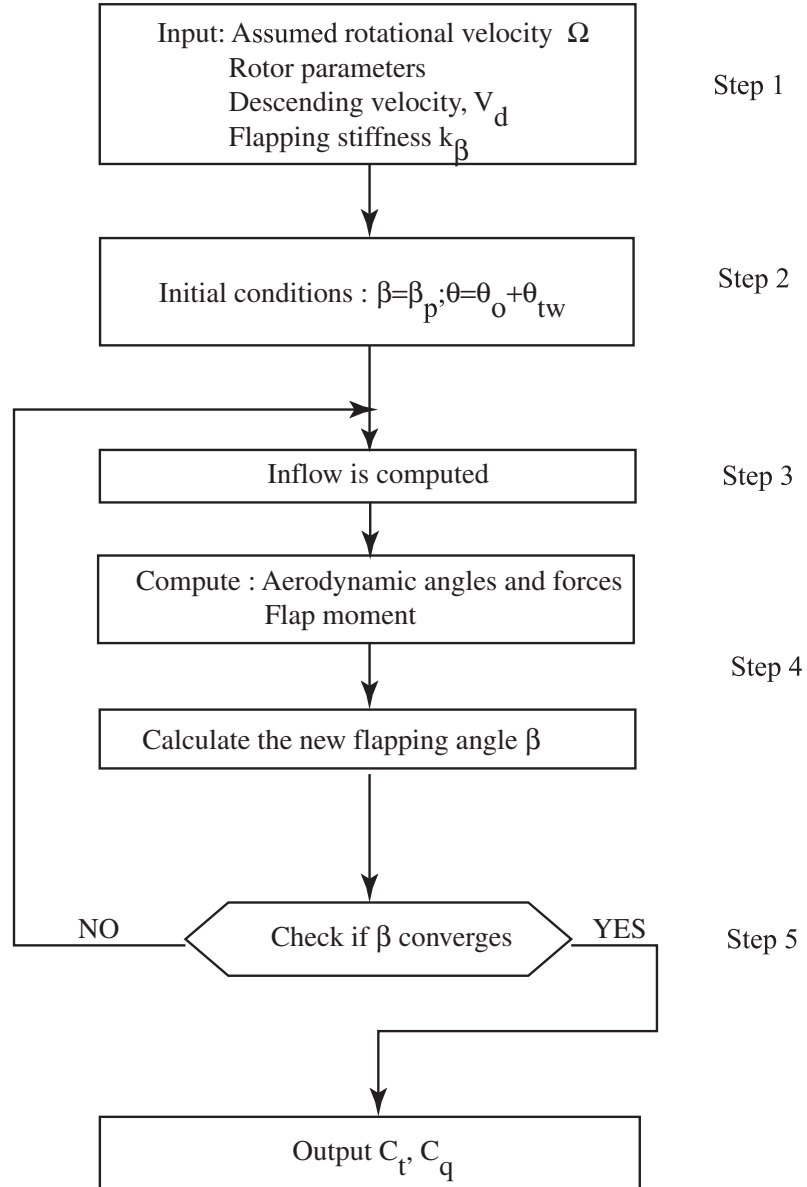 Input: Assumed rotational velocity Ω
Rotor parameters
Descending velocity, V_d
Flapping stiffness k_β
Step 1
Initial conditions : β=β_p;θ=θ_o+θ_tw
Step 2
Inflow is computed
Step 3
Compute : Aerodynamic angles and forces
Flap moment
Step 4
Calculate the new flapping angle β
NO
Check if β converges
YES
Step 5
Output C_t, C_q